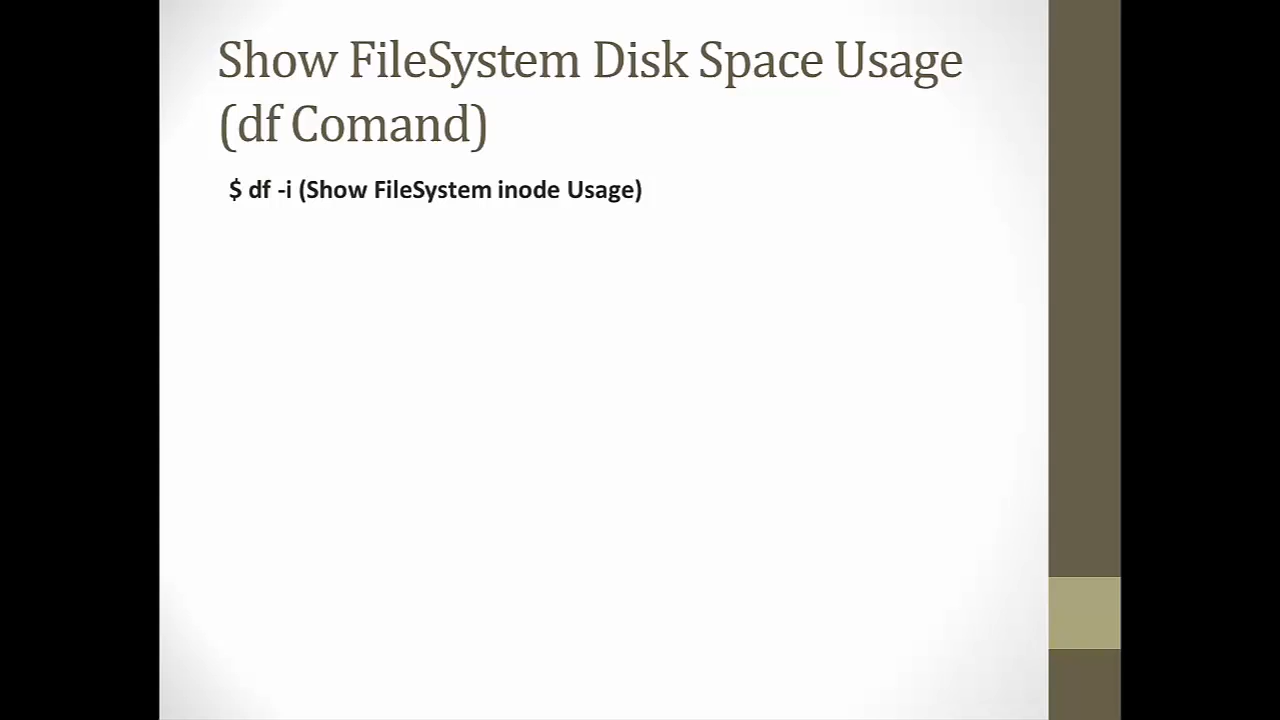 Show FileSystem Disk Space Usage
(df Comand)
$ df -i (Show FileSystem inode Usage)